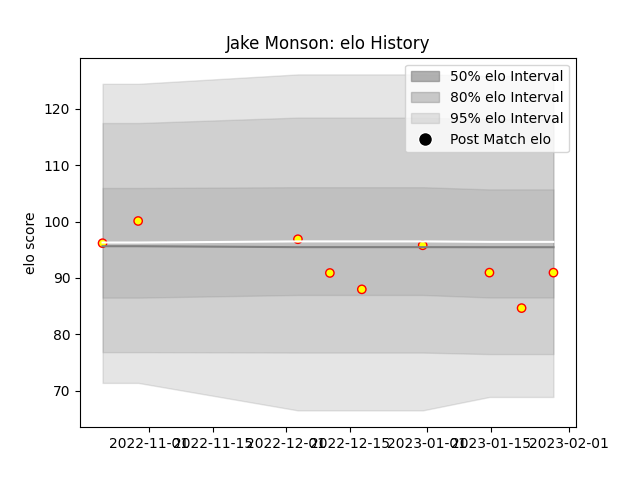 Jake Monson: elo History
50% elo Interval
80% elo Interval
95% elo Interval
Post Match elo
elo score
120
110
100
90
80
70
2022-11-01 2022-11-15 2022-12-01 2022-12-15 2023-01-01 2023-01-15 2023-02-01